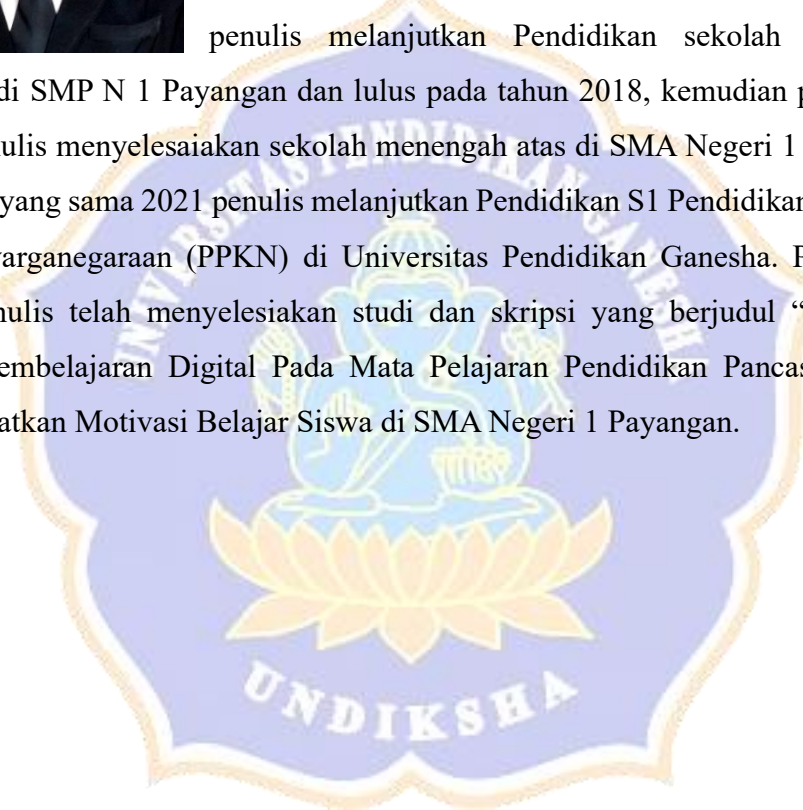 penulis melanjutkan Pendidikan sekolah
di SMP N 1 Payangan dan lulus pada tahun 2018, kemudian p
ulis menyelesaiakan sekolah menengah atas di SMA Negeri 1
yang sama 2021 penulis melanjutkan Pendidikan S1 Pendidikan
arganegaraan (PPKN) di Universitas Pendidikan Ganesha. P
nulis telah menyelesiakan studi dan skripsi yang berjudul “
embelajaran Digital Pada Mata Pelajaran Pendidikan Pancas
atkan Motivasi Belajar Siswa di SMA Negeri 1 Payangan.
UNIVERSITAS PENDIDIKAN GANESHA
UNDIKSHA